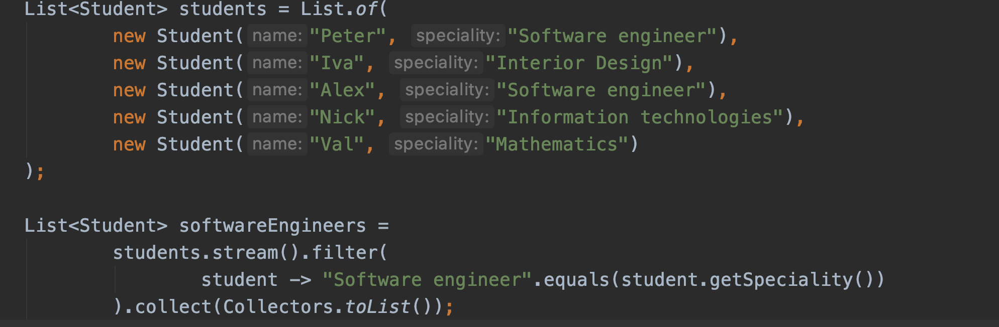 List<Student> students = List.of(
new Student( name: "Peter", speciality: "Software engineer"),
new Student( name: "Iva", speciality: "Interior Design"),
new Student( name: "Alex", speciality: "Software engineer"),
new Student( name: "Nick", speciality: "Information technologies"),
new Student( name: "Val", speciality: "Mathematics")
);
List<Student> softwareEngineers =
students.stream().filter(
student -> "Software engineer".equals(student.getSpeciality())
).collect(Collectors.toList());